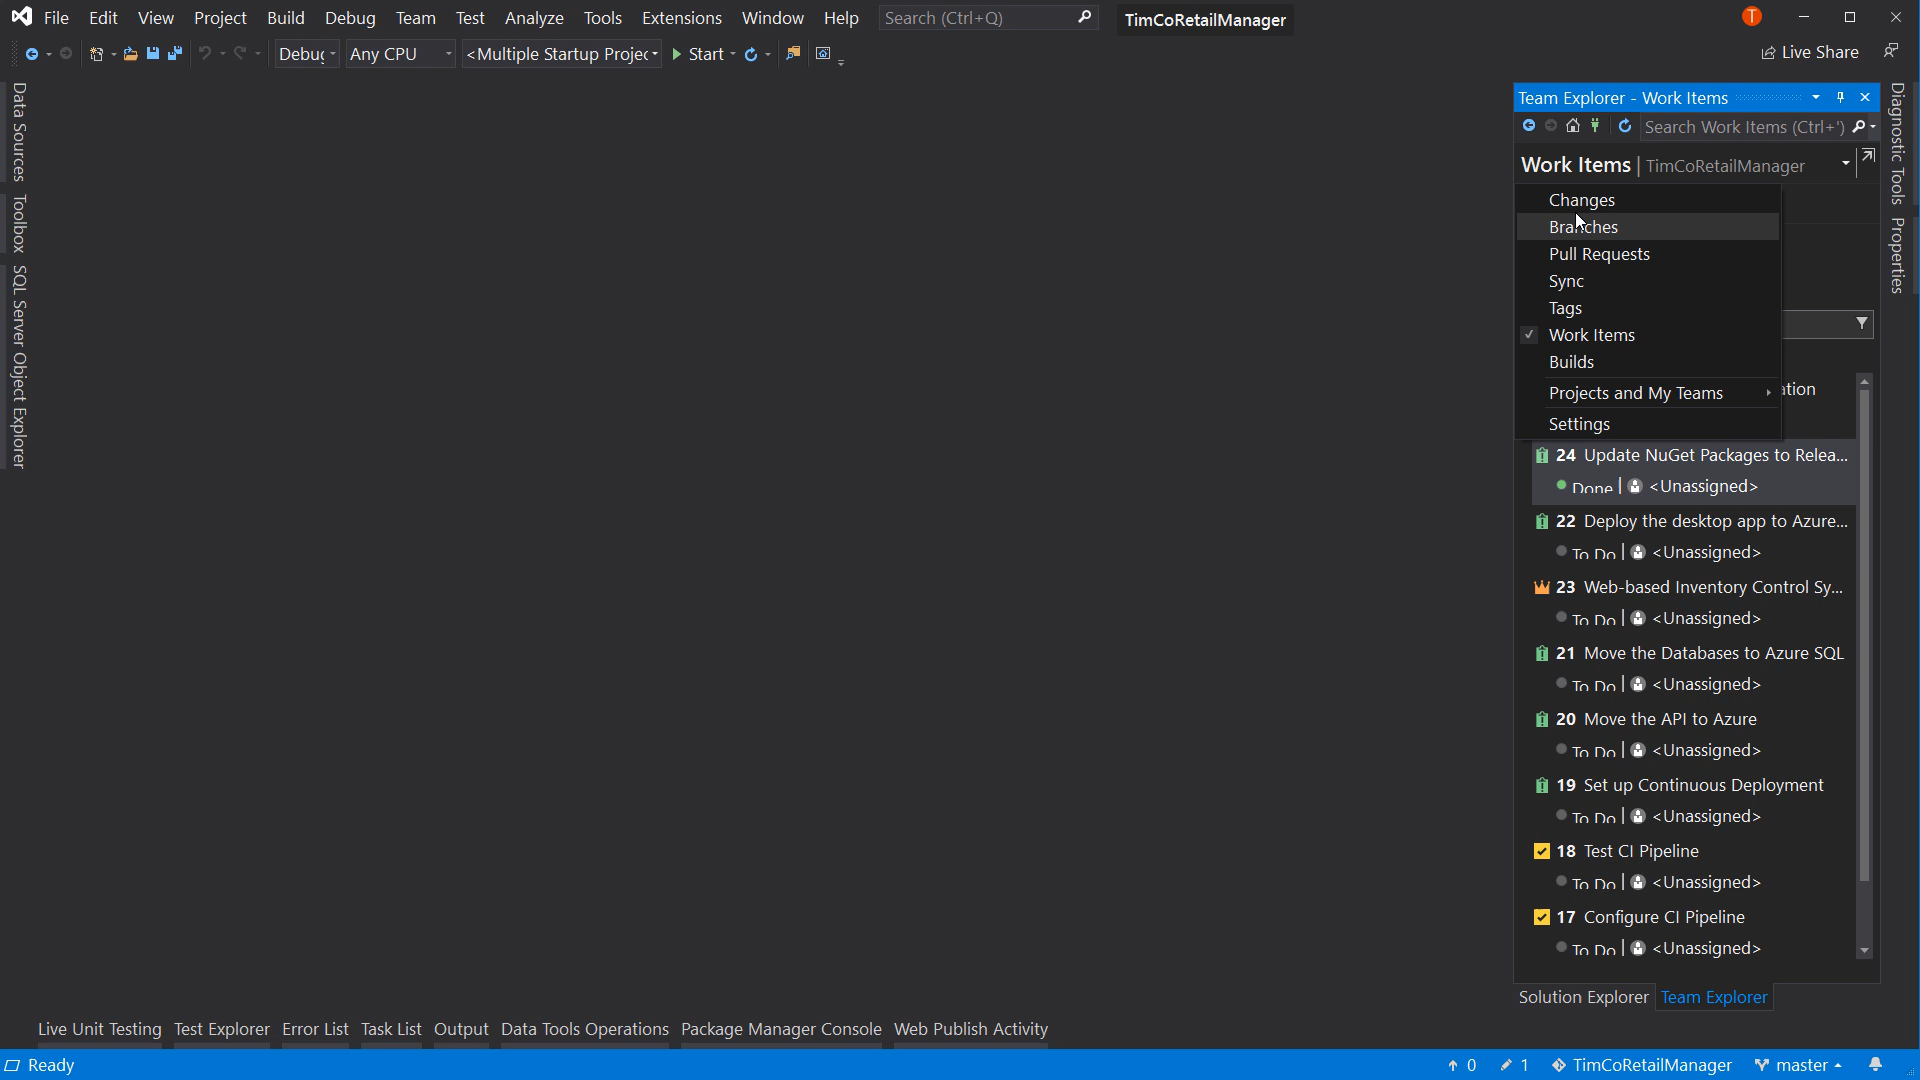 File Edit View Project Build Debug Team Test Analyze Tools Extensions Window Help Search (Ctrl+Q) TimCoRetailManager T
Debug Any CPU <Multiple Startup Projec Start Live Share
Data Sources
Toolbox
SQL Server Object Explorer
Team Explorer - Work Items
Search Work Items (Ctrl+')
Work Items | TimCoRetailManager
Changes
Branches
Pull Requests
Sync
Tags
Work Items
Builds
Projects and My Teams
ation
Settings
24 Update NuGet Packages to Relea...
Done | <Unassigned>
22 Deploy the desktop app to Azure...
To Do | <Unassigned>
23 Web-based Inventory Control Sy...
To Do | <Unassigned>
21 Move the Databases to Azure SQL
To Do | <Unassigned>
20 Move the API to Azure
To Do | <Unassigned>
19 Set up Continuous Deployment
To Do | <Unassigned>
18 Test CI Pipeline
To Do | <Unassigned>
17 Configure CI Pipeline
To Do | <Unassigned>
Solution Explorer Team Explorer
Diagnostic Tools
Properties
Live Unit Testing Test Explorer Error List Task List Output Data Tools Operations Package Manager Console Web Publish Activity
Ready 0 1 TimCoRetailManager master